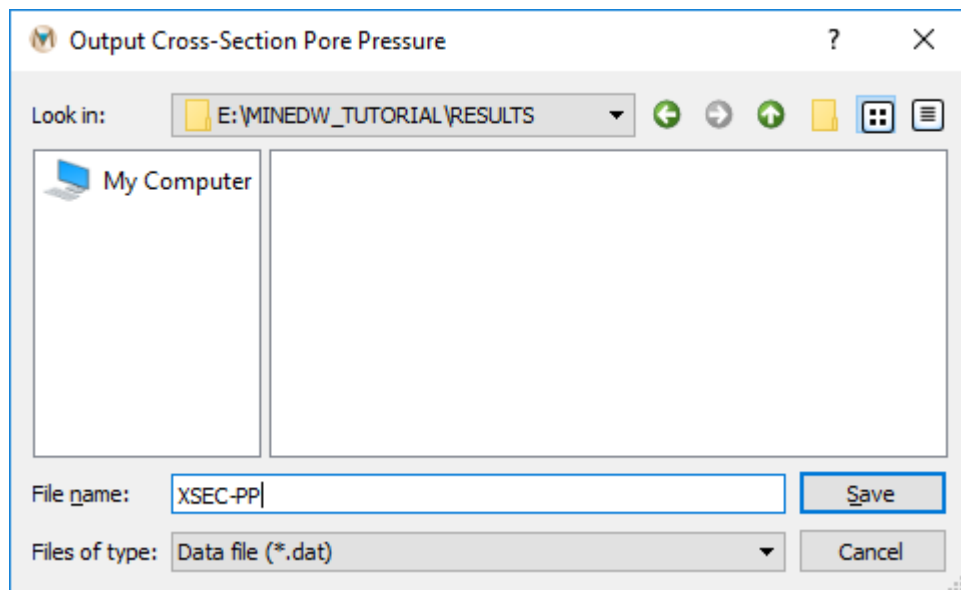 Output Cross-Section Pore Pressure
Look in: E:\MINEDW_TUTORIAL\RESULTS
My Computer
File name: XSEC-PP Save
Files of type: Data file (*.dat) Cancel